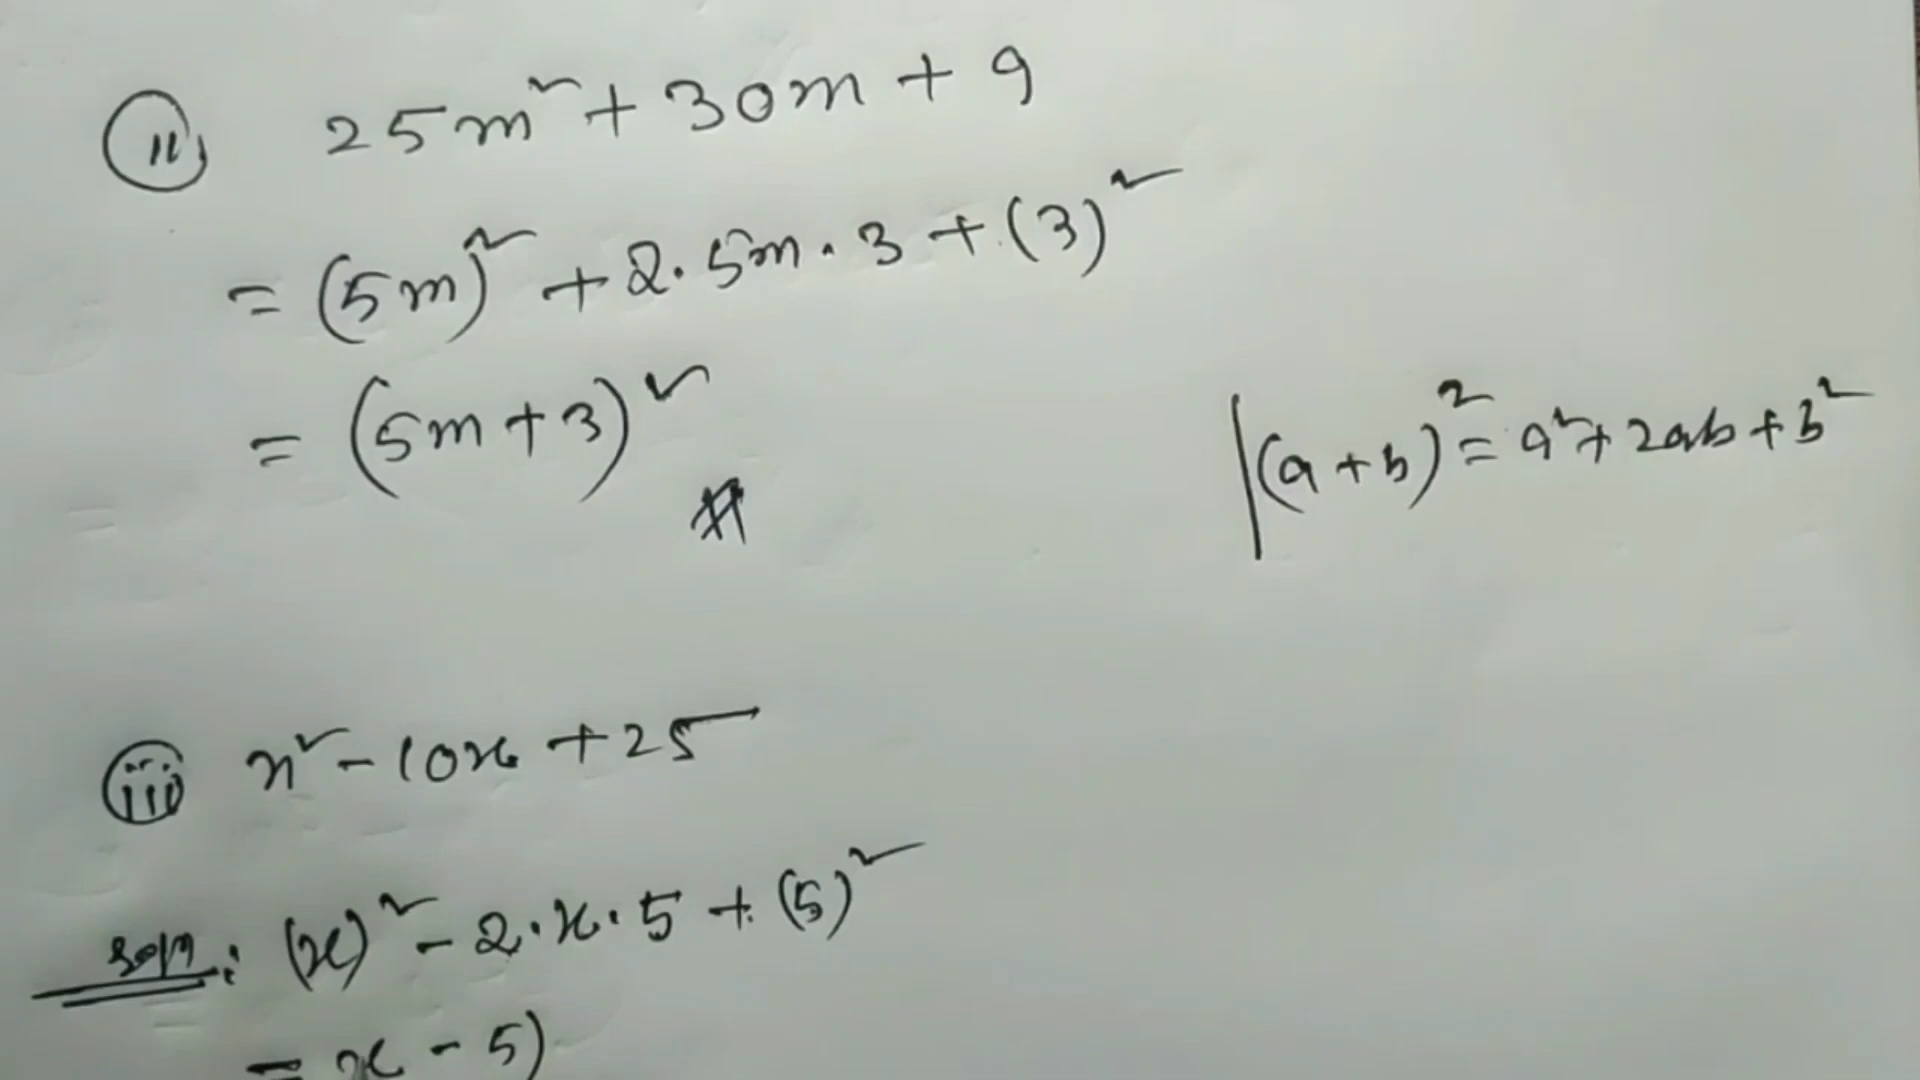 (ii) 25m² + 30m + 9
= (5m)² + 2·5m·3 + (3)²
= (5m+3)²
(a+b)² = a² + 2ab + b²
(iii) x² - 10x + 25
Soln: (x)² - 2·x·5 + (5)²
= x - 5)